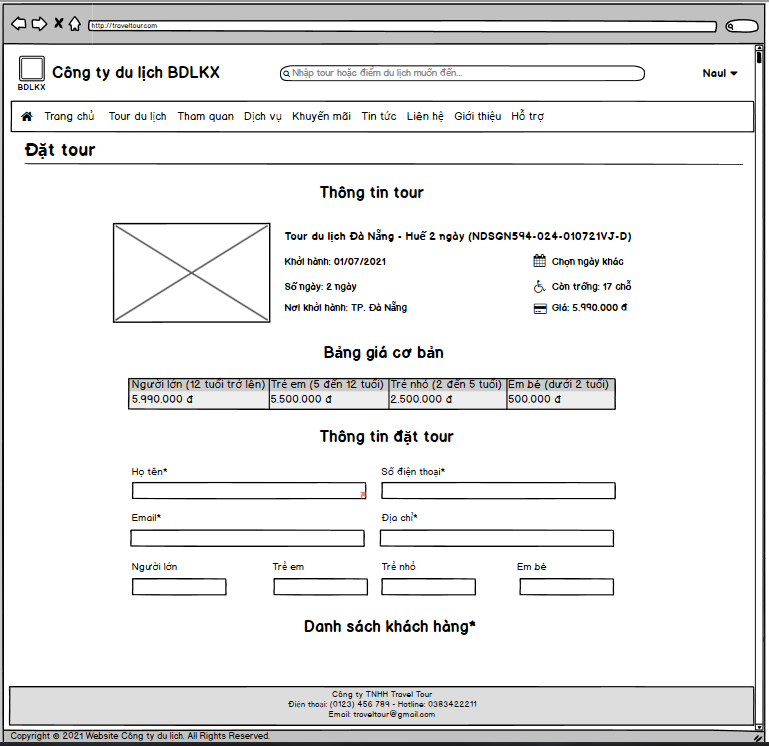 http://traveltour.com
BDLKX
Công ty du lịch BDLKX
Nhập tour hoặc điểm du lịch muốn đến...
Naul
Trang chủ Tour du lịch Tham quan Dịch vụ Khuyến mãi Tin tức Liên hệ Giới thiệu Hỗ trợ
Đặt tour
Thông tin tour
Tour du lịch Đà Nẵng - Huế 2 ngày (NDSGN594-024-010721VJ-D)
Khởi hành: 01/07/2021 Chọn ngày khác
Số ngày: 2 ngày Còn trống: 17 chỗ
Nơi khởi hành: TP. Đà Nẵng Giá: 5.990.000 đ
Bảng giá cơ bản
Người lớn (12 tuổi trở lên) Trẻ em (5 đến 12 tuổi) Trẻ nhỏ (2 đến 5 tuổi) Em bé (dưới 2 tuổi)
5.990.000 đ 5.500.000 đ 2.500.000 đ 500.000 đ
Thông tin đặt tour
Họ tên* Số điện thoại*
Email* Địa chỉ*
Người lớn Trẻ em Trẻ nhỏ Em bé
Danh sách khách hàng*
Công ty TNHH Travel Tour
Điện thoại: (0123) 456 789 - Hotline: 0383422211
Email: traveltour@gmail.com
Copyright © 2021 Website Công ty du lịch. All Rights Reserved.